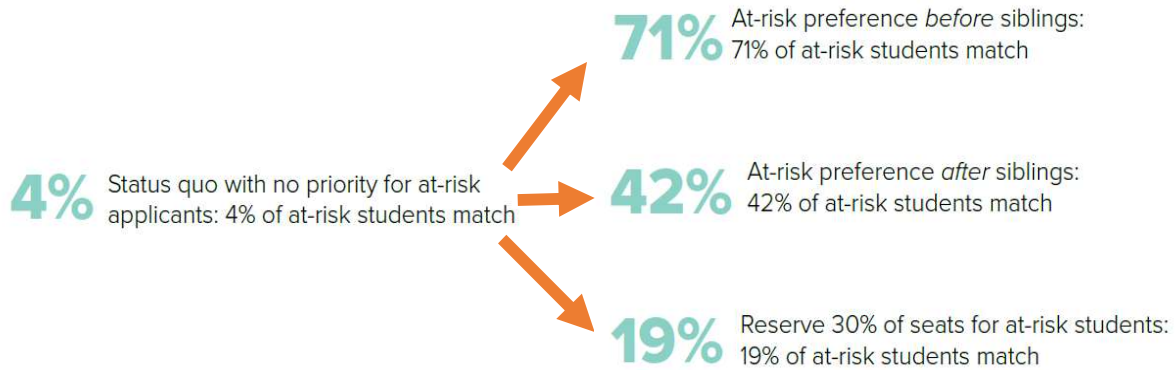 71%
At-risk preference before siblings:
71% of at-risk students match
4%
Status quo with no priority for at-risk
applicants: 4% of at-risk students match
42%
At-risk preference after siblings:
42% of at-risk students match
19%
Reserve 30% of seats for at-risk students:
19% of at-risk students match